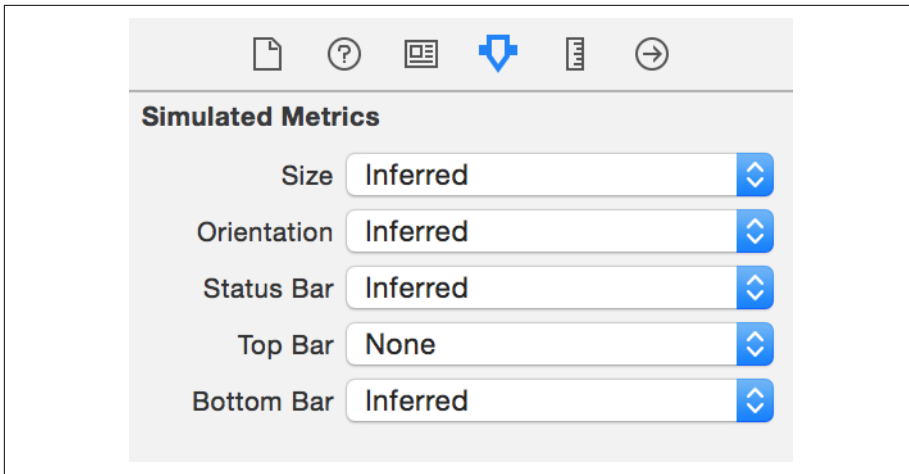 Simulated Metrics
Size Inferred
Orientation Inferred
Status Bar Inferred
Top Bar None
Bottom Bar Inferred